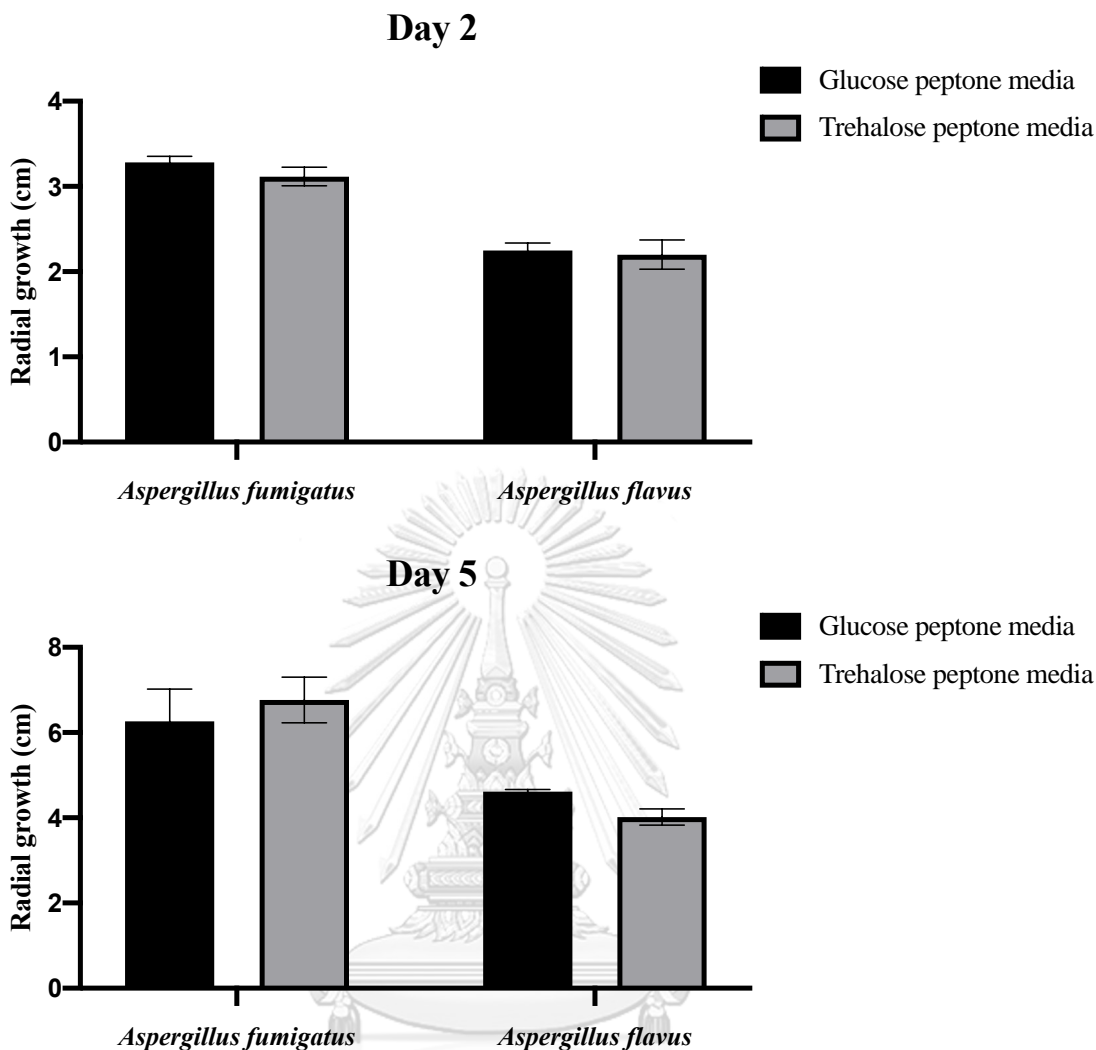 Day 2
Glucose peptone media
Trehalose peptone media
Radial growth (cm)
4
3
2
1
0
Aspergillus fumigatus
Aspergillus flavus
Day 5
Glucose peptone media
Trehalose peptone media
Radial growth (cm)
8
6
4
2
0
Aspergillus fumigatus
Aspergillus flavus